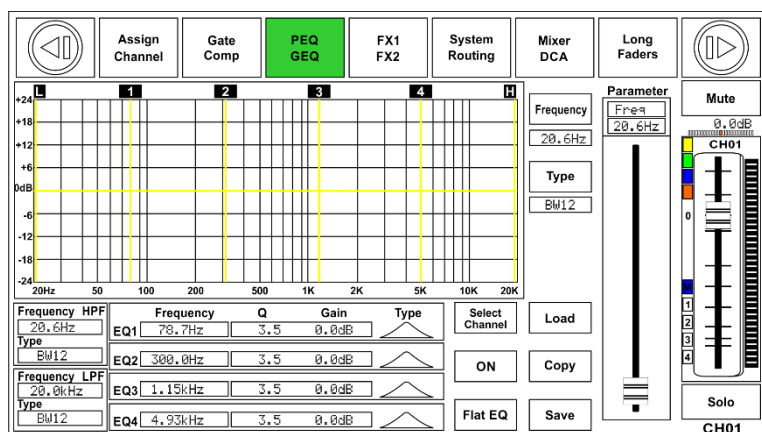 Assign Channel
Gate Comp
PEQ GEQ
FX1 FX2
System Routing
Mixer DCA
Long Faders
L 1 2 3 4 H
+24
+18
+12
+6
0dB
-6
-12
-18
-24
20Hz 50 100 200 500 1K 2K 5K 10K 20K
Frequency
20.6Hz
Type
BW12
Parameter
Freq
20.6Hz
Mute
0.0dB
CH01
0
M
1
2
3
4
Frequency HPF
20.6Hz
Type
BW12
Frequency LPF
20.0kHz
Type
BW12
Frequency Q Gain Type
EQ1 78.7Hz 3.5 0.0dB
EQ2 300.0Hz 3.5 0.0dB
EQ3 1.15kHz 3.5 0.0dB
EQ4 4.93kHz 3.5 0.0dB
Select Channel
Load
ON
Copy
Flat EQ
Save
Solo
CH01